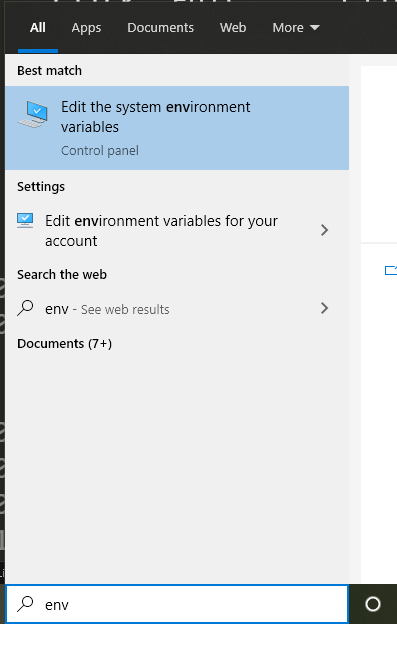 All Apps Documents Web More
Best match
Edit the system environment
variables
Control panel
Settings
Edit environment variables for your
account
Search the web
env - See web results
Documents (7+)
env